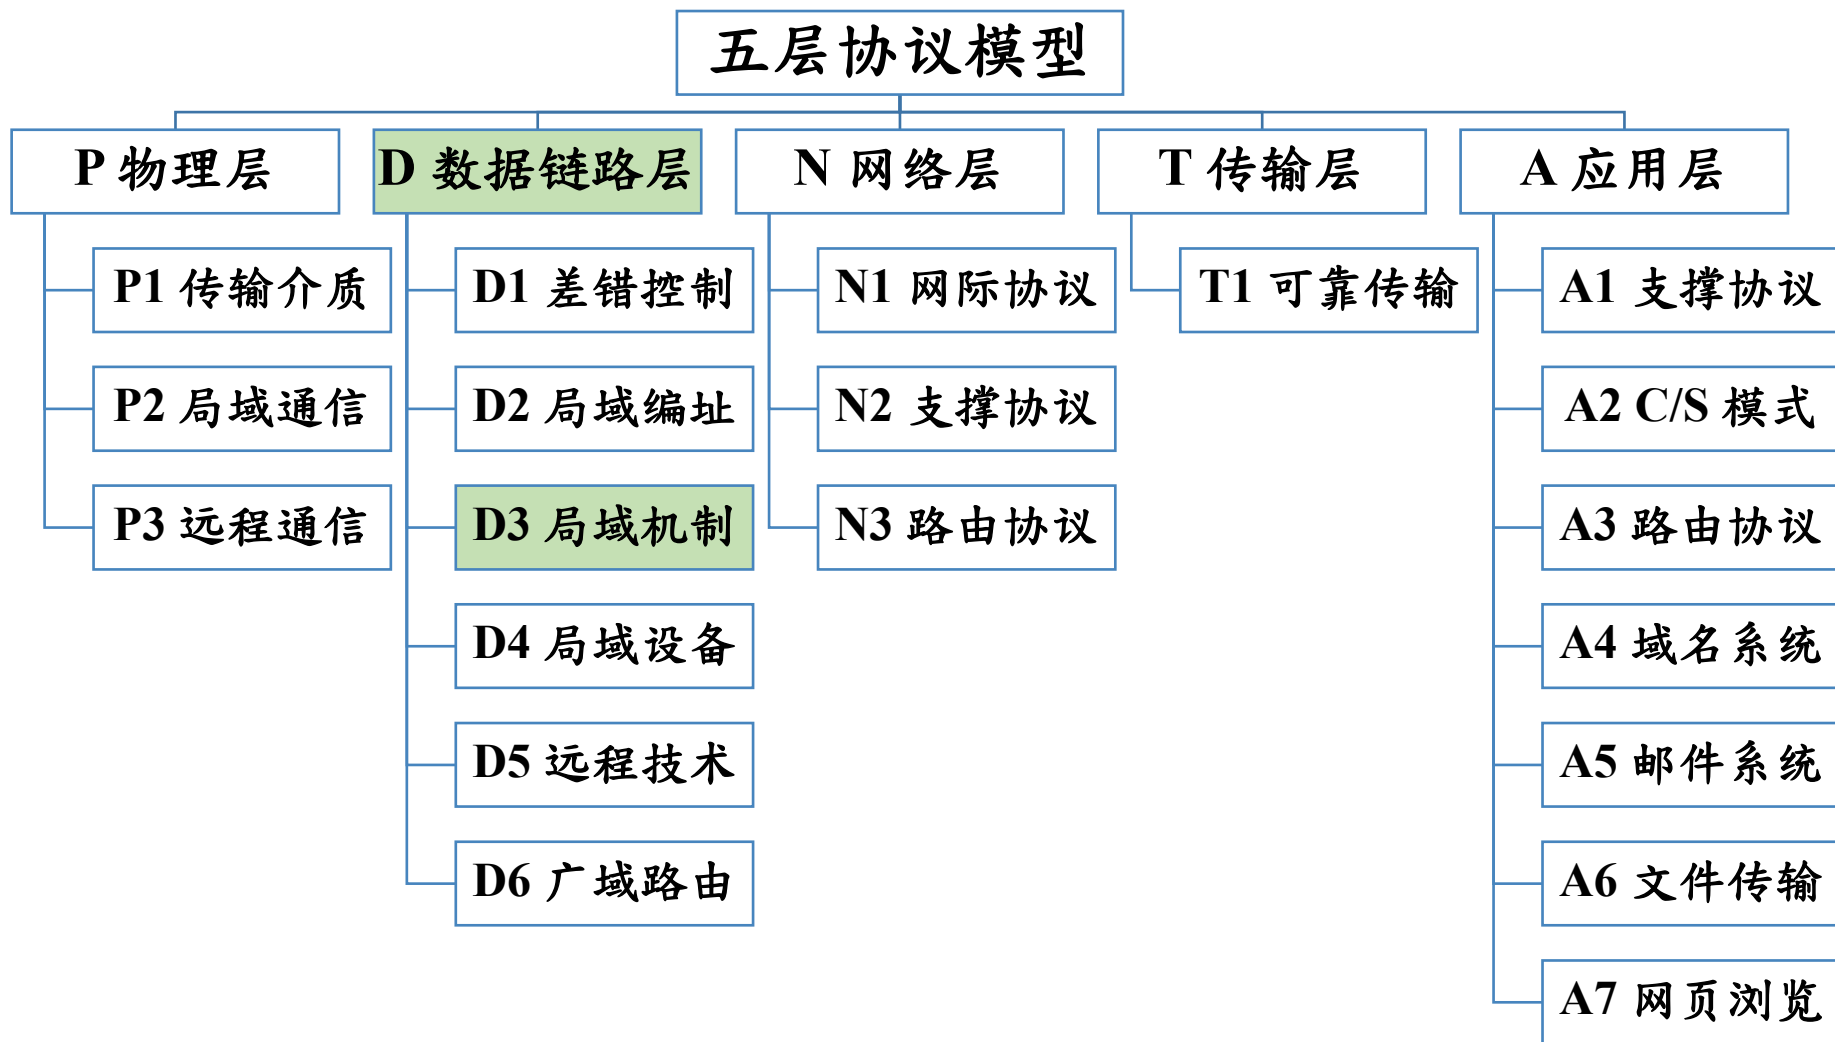 五层协议模型
P 物理层
P1 传输介质
P2 局域通信
P3 远程通信
D 数据链路层
D1 差错控制
D2 局域编址
D3 局域机制
D4 局域设备
D5 远程技术
D6 广域路由
N 网络层
N1 网际协议
N2 支撑协议
N3 路由协议
T 传输层
T1 可靠传输
A 应用层
A1 支撑协议
A2 C/S 模式
A3 路由协议
A4 域名系统
A5 邮件系统
A6 文件传输
A7 网页浏览